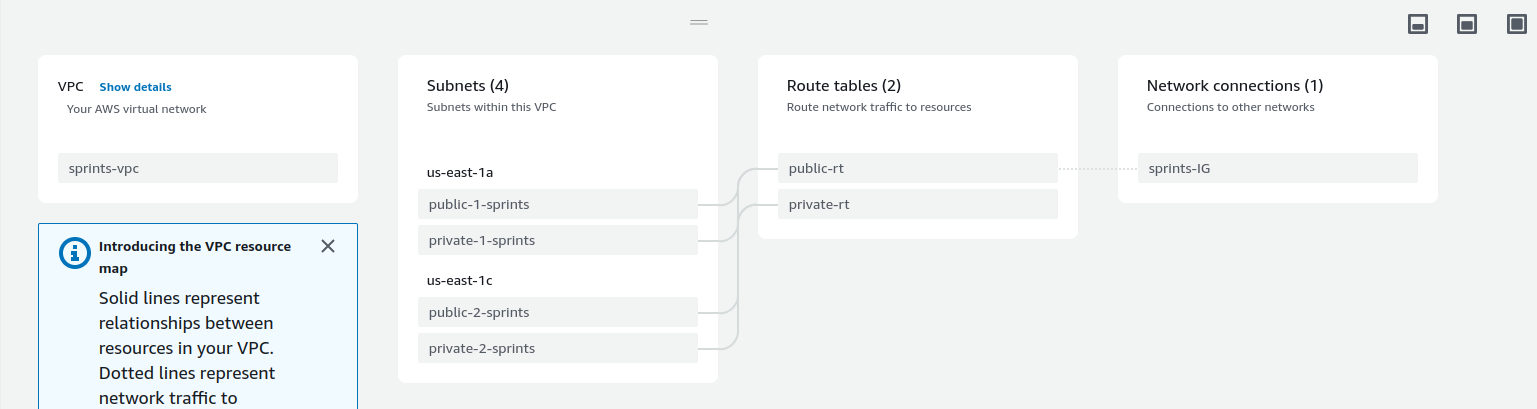 VPC Show details
Your AWS virtual network
sprints-vpc
Introducing the VPC resource
map
Solid lines represent
relationships between
resources in your VPC.
Dotted lines represent
network traffic to
Subnets (4)
Subnets within this VPC
us-east-1a
public-1-sprints
private-1-sprints
us-east-1c
public-2-sprints
private-2-sprints
Route tables (2)
Route network traffic to resources
public-rt
private-rt
Network connections (1)
Connections to other networks
sprints-IG